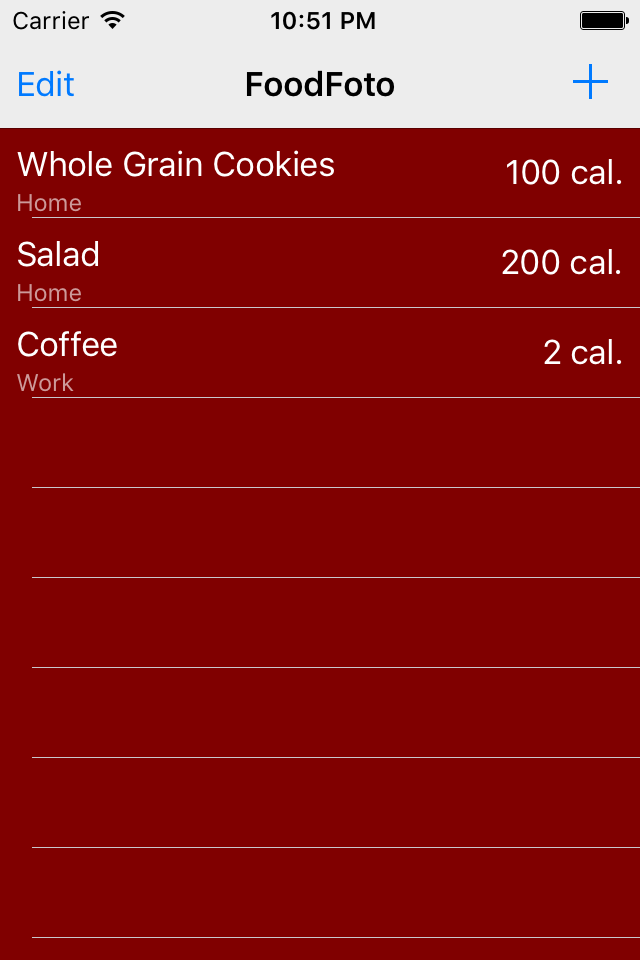 Carrier 10:51 PM
Edit FoodFoto +
Whole Grain Cookies 100 cal.
Home
Salad 200 cal.
Home
Coffee 2 cal.
Work